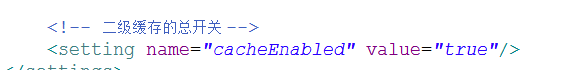 <!-- 二级缓存的总开关 -->
<setting name="cacheEnabled" value="true"/>
</settings>